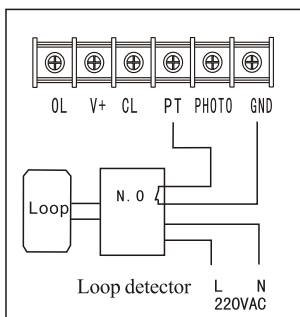 OL V+ CL PT PHOTO GND
N.O
Loop
Loop detector
L N
220VAC